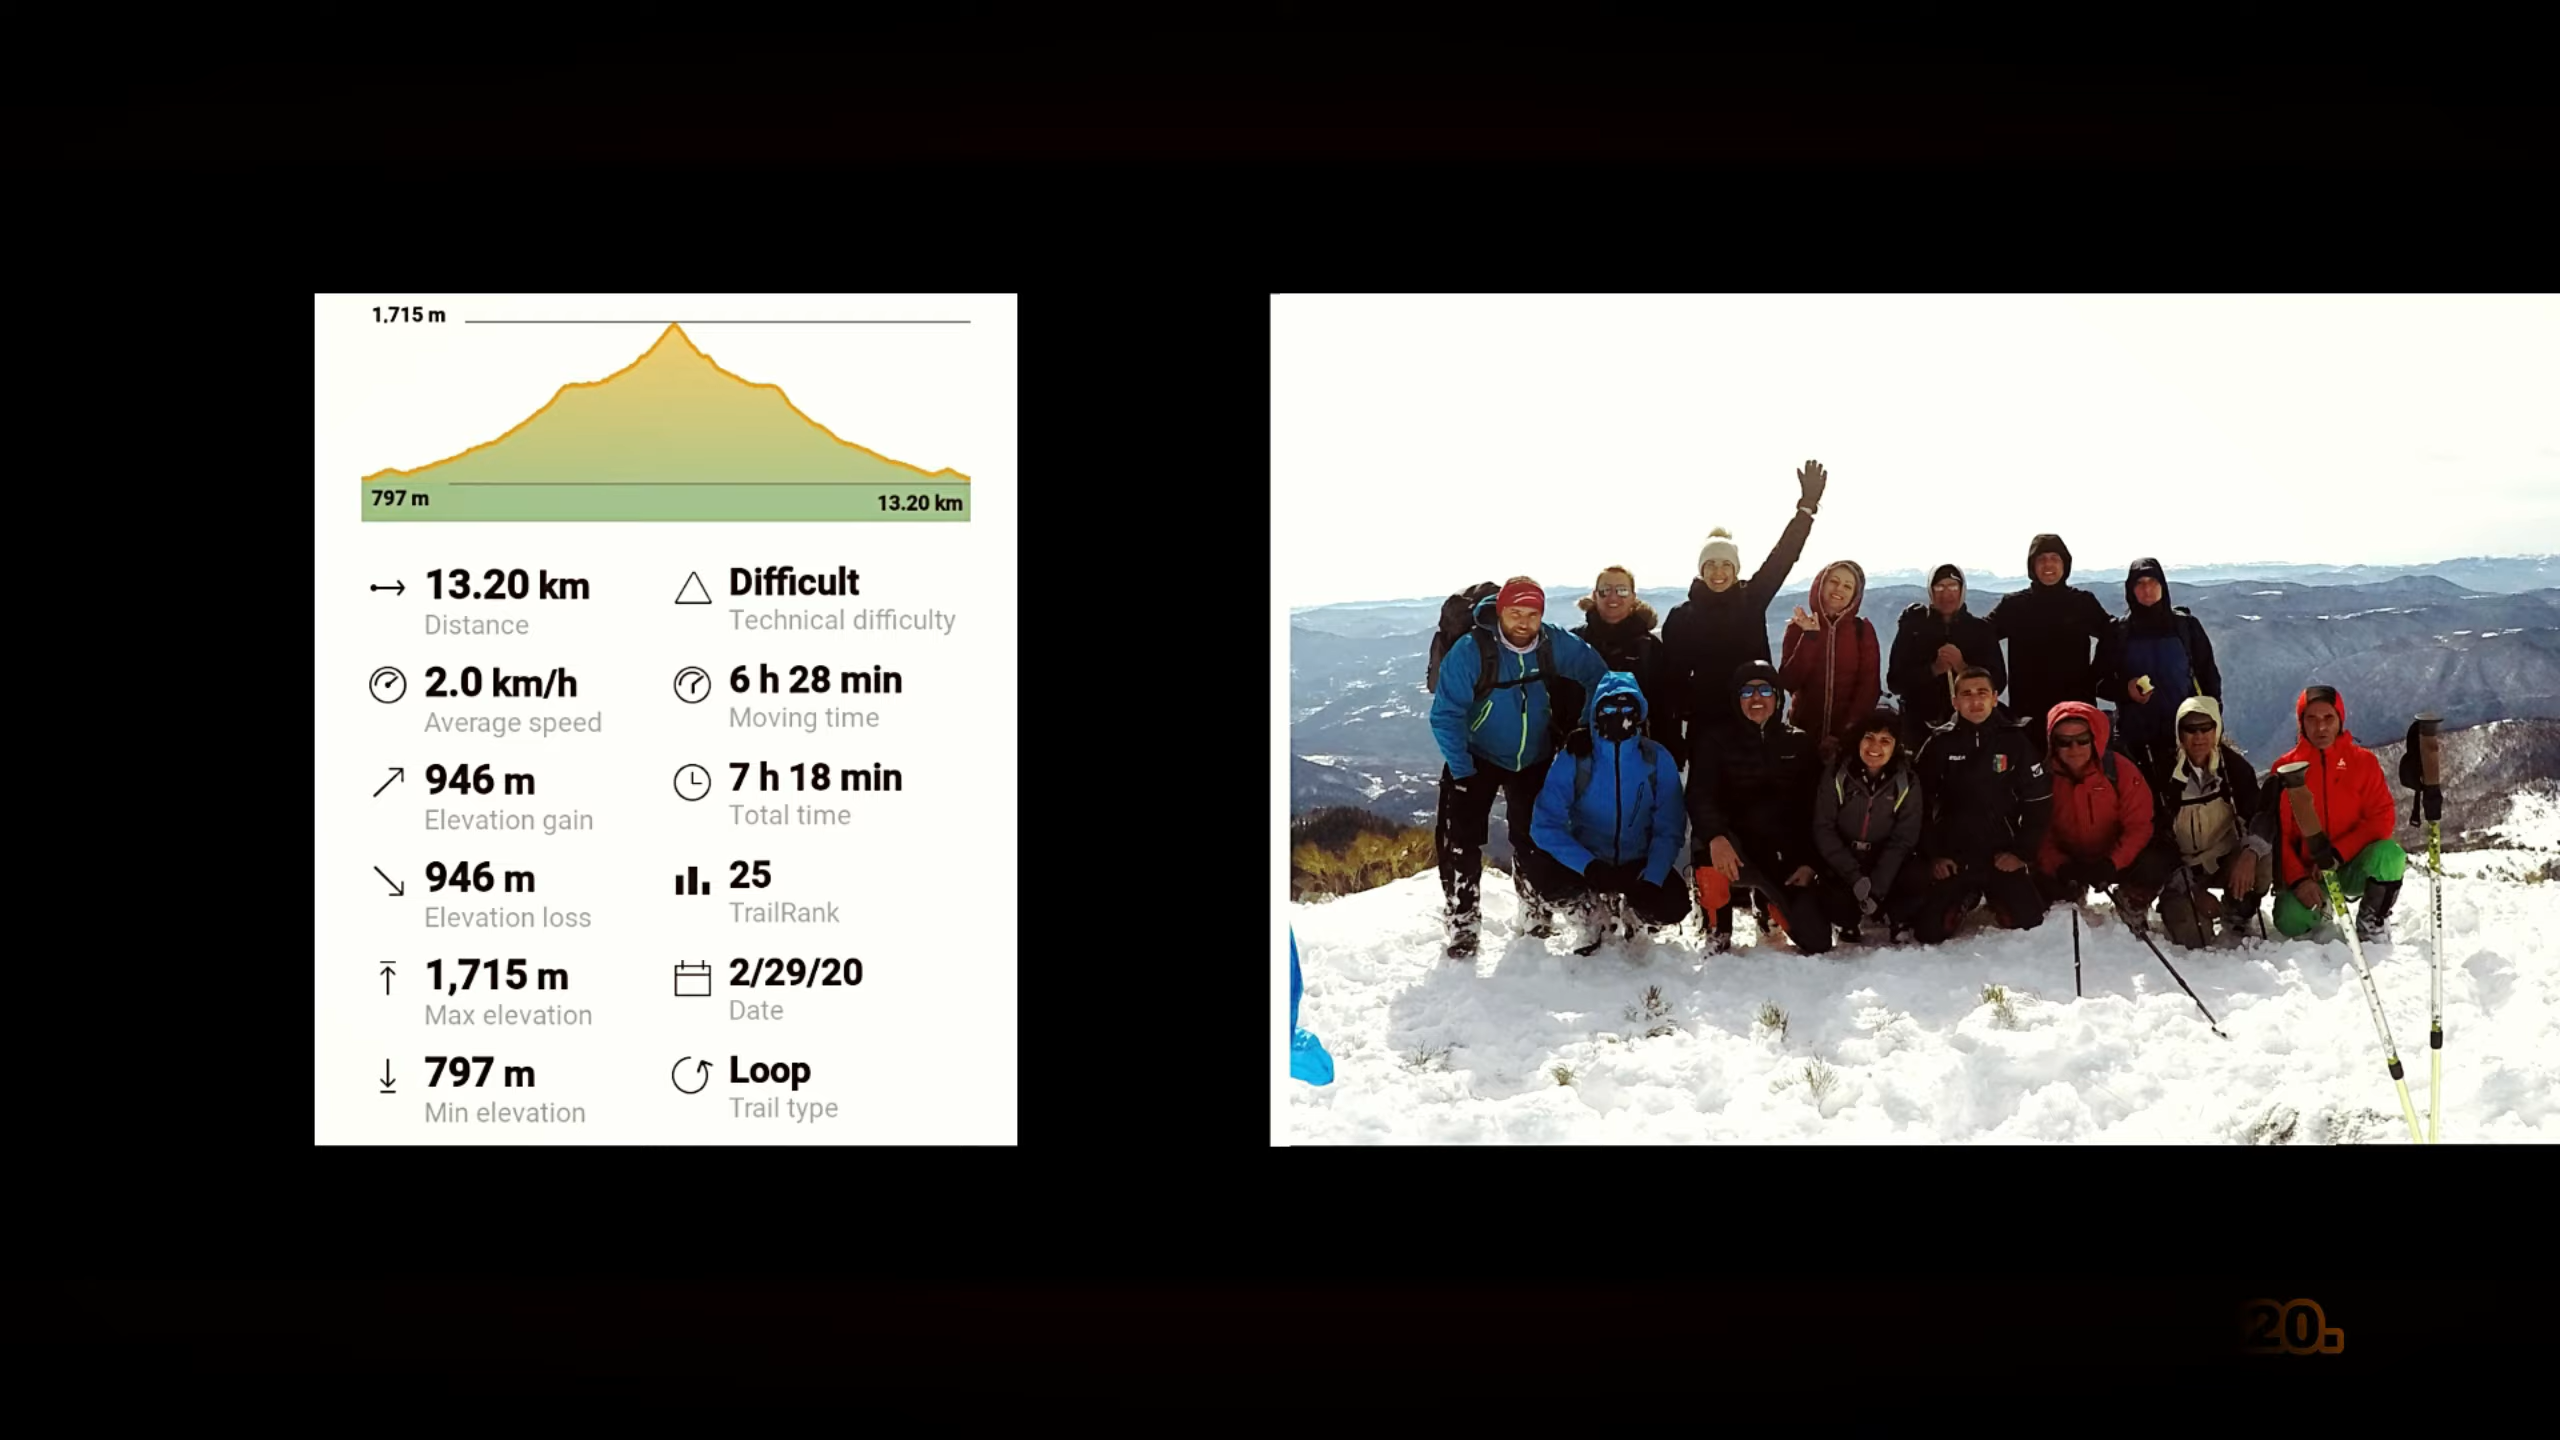 1,715 m
797 m
13.20 km
13.20 km
Distance
Difficult
Technical difficulty
2.0 km/h
Average speed
6 h 28 min
Moving time
946 m
Elevation gain
7 h 18 min
Total time
946 m
Elevation loss
25
TrailRank
1,715 m
Max elevation
2/29/20
Date
797 m
Min elevation
Loop
Trail type
20.